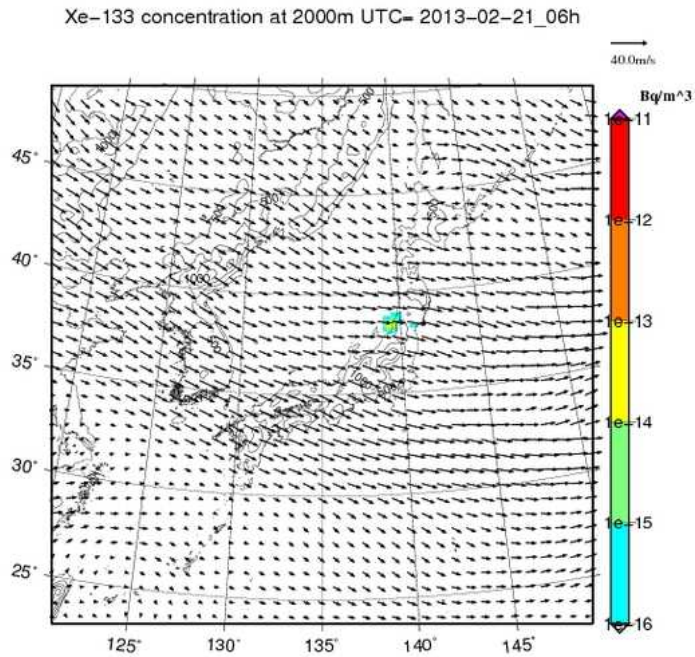 Xe-133 concentration at 2000m UTC= 2013-02-21_06h
40.0m/s
Bq/m^3
1e-11
45°
1e-12
40°
1000
1e-13
35°
1e-14
30°
1e-15
25°
1e-16
125° 130° 135° 140° 145°